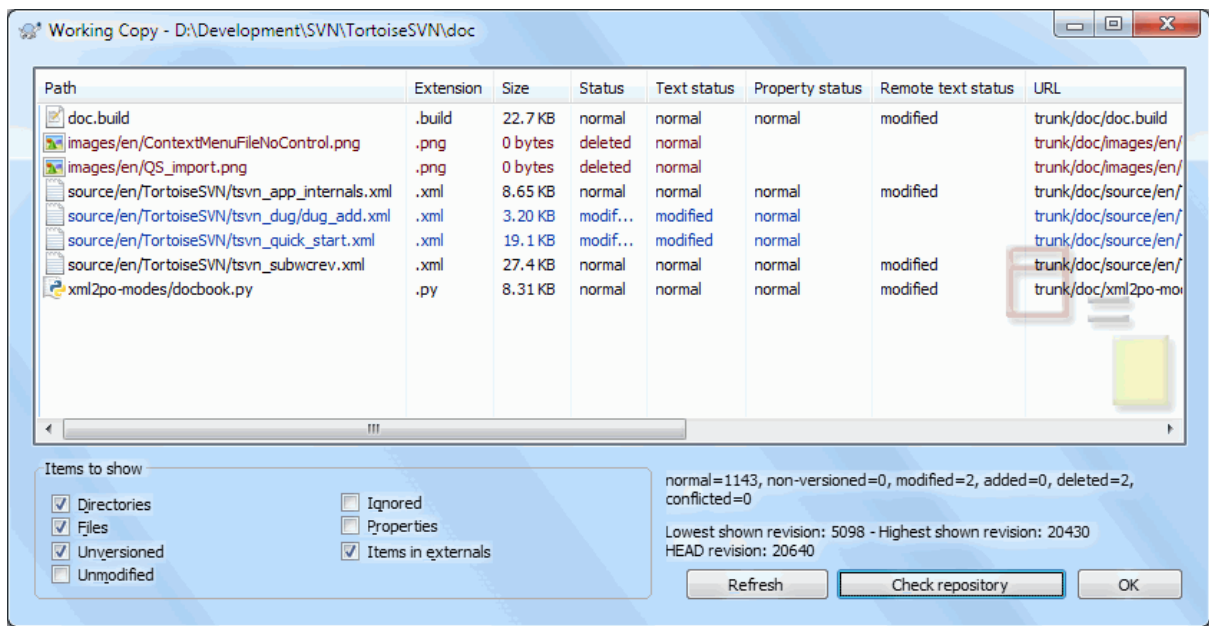 Working Copy - D:\Development\SVN\TortoiseSVN\doc
Path Extension Size Status Text status Property status Remote text status URL
doc.build .build 22.7 KB normal normal normal modified trunk/doc/doc.build
images/en/ContextMenuFileNoControl.png .png 0 bytes deleted normal trunk/doc/images/en/
images/en/QS_import.png .png 0 bytes deleted normal trunk/doc/images/en/
source/en/TortoiseSVN/tsvn_app_internals.xml .xml 8.65 KB normal normal normal modified trunk/doc/source/en/
source/en/TortoiseSVN/tsvn_dug/dug_add.xml .xml 3.20 KB modif... modified normal trunk/doc/source/en/
source/en/TortoiseSVN/tsvn_quick_start.xml .xml 19.1 KB modif... modified normal trunk/doc/source/en/
source/en/TortoiseSVN/tsvn_subwcrev.xml .xml 27.4 KB normal normal normal modified trunk/doc/source/en/
xml2po-modes/docbook.py .py 8.31 KB normal normal normal modified trunk/doc/xml2po-mo
Items to show
Directories
Files
Unversioned
Unmodified
Ignored
Properties
Items in externals
normal=1143, non-versioned=0, modified=2, added=0, deleted=2,
conflicted=0
Lowest shown revision: 5098 - Highest shown revision: 20430
HEAD revision: 20640
Refresh Check repository OK